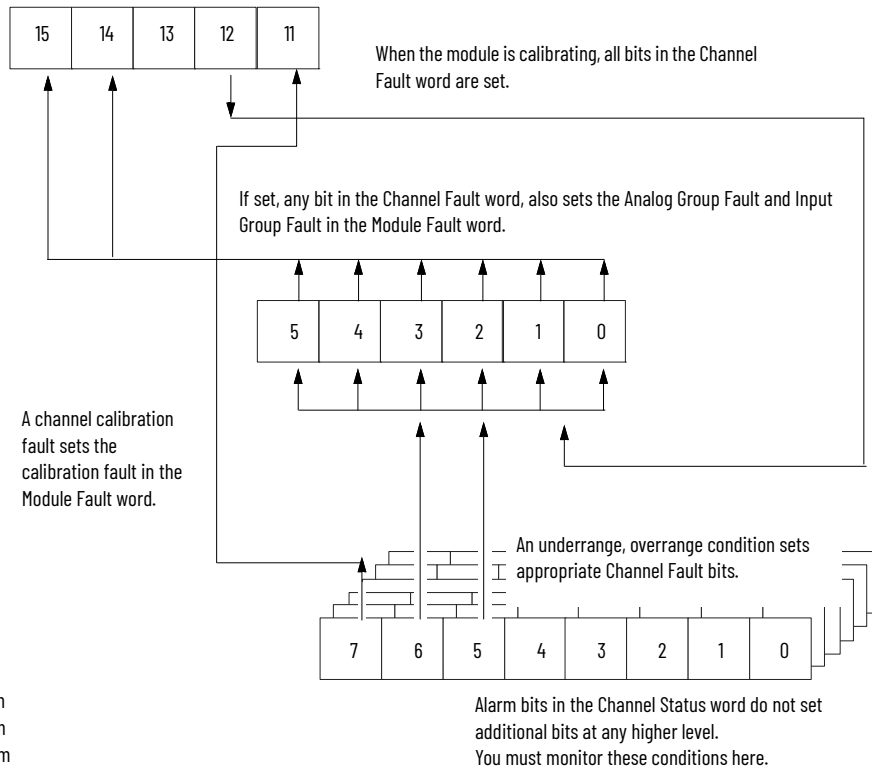 15 14 13 12 11
When the module is calibrating, all bits in the Channel
Fault word are set.
If set, any bit in the Channel Fault word, also sets the Analog Group Fault and Input
Group Fault in the Module Fault word.
5 4 3 2 1 0
A channel calibration
fault sets the
calibration fault in the
Module Fault word.
An underrange, overrange condition sets
appropriate Channel Fault bits.
7 6 5 4 3 2 1 0
Alarm bits in the Channel Status word do not set
additional bits at any higher level.
You must monitor these conditions here.